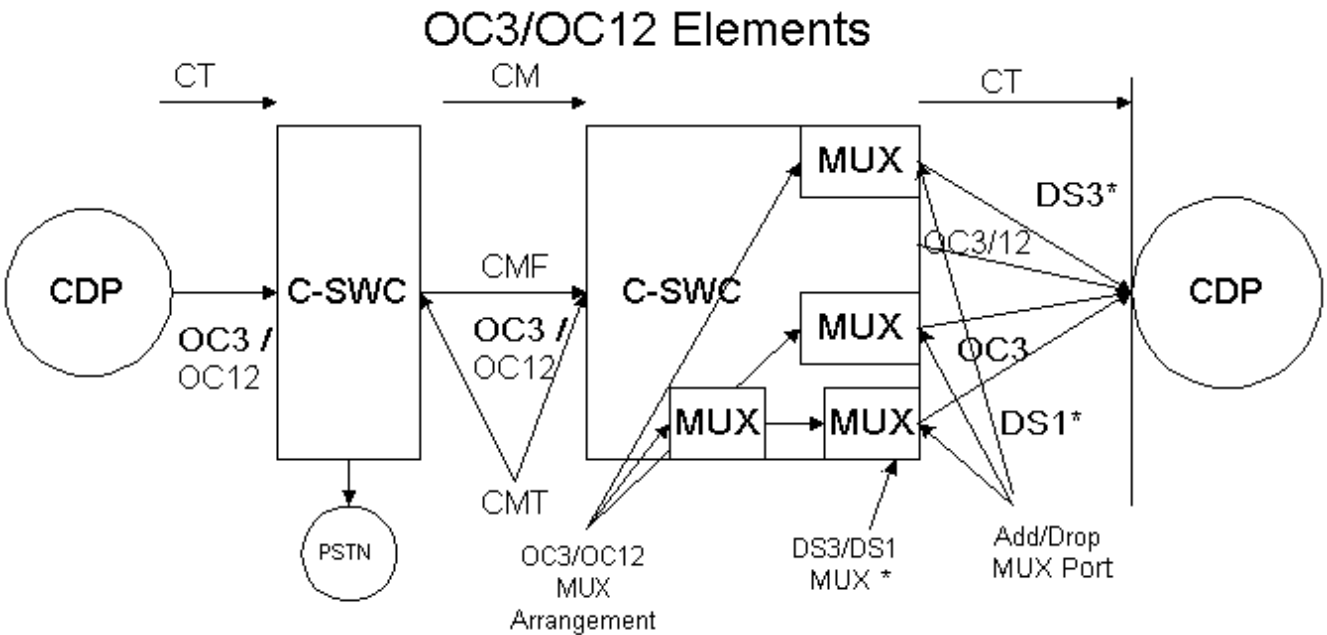 OC3/OC12 Elements
CT
CM
CT
MUX
DS3*
OC3/12
CDP
C-SWC
CMF
C-SWC
CDP
OC3 /
OC12
OC3 /
OC12
MUX
OC3
MUX
MUX
DS1*
CMT
PSTN
OC3/OC12
MUX
Arrangement
DS3/DS1
MUX *
Add/Drop
MUX Port